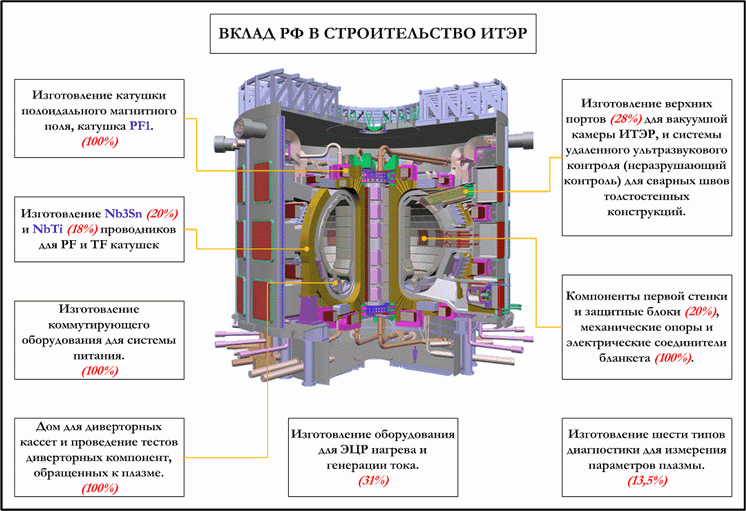 ВКЛАД РФ В СТРОИТЕЛЬСТВО ИТЭР
Изготовление катушки
полоидального магнитного
поля, катушка PF1.
(100%)
Изготовление Nb3Sn (20%)
и NbTi (18%) проводников
для PF и TF катушек
Изготовление
коммутирующего
оборудования для системы
питания.
(100%)
Дом для диверторных
кассет и проведение тестов
диверторных компонент,
обращенных к плазме.
(100%)
Изготовление оборудования
для ЭЦР нагрева и
генерации тока.
(31%)
Изготовление верхних
портов (28%) для вакуумной
камеры ИТЭР, и системы
удаленного ультразвукового
контроля (неразрушающий
контроль) для сварных швов
толстостенных
конструкций.
Компоненты первой стенки
и защитные блоки (20%),
механические опоры и
электрические соединители
бланкета (100%).
Изготовление шести типов
диагностики для измерения
параметров плазмы.
(13,5%)